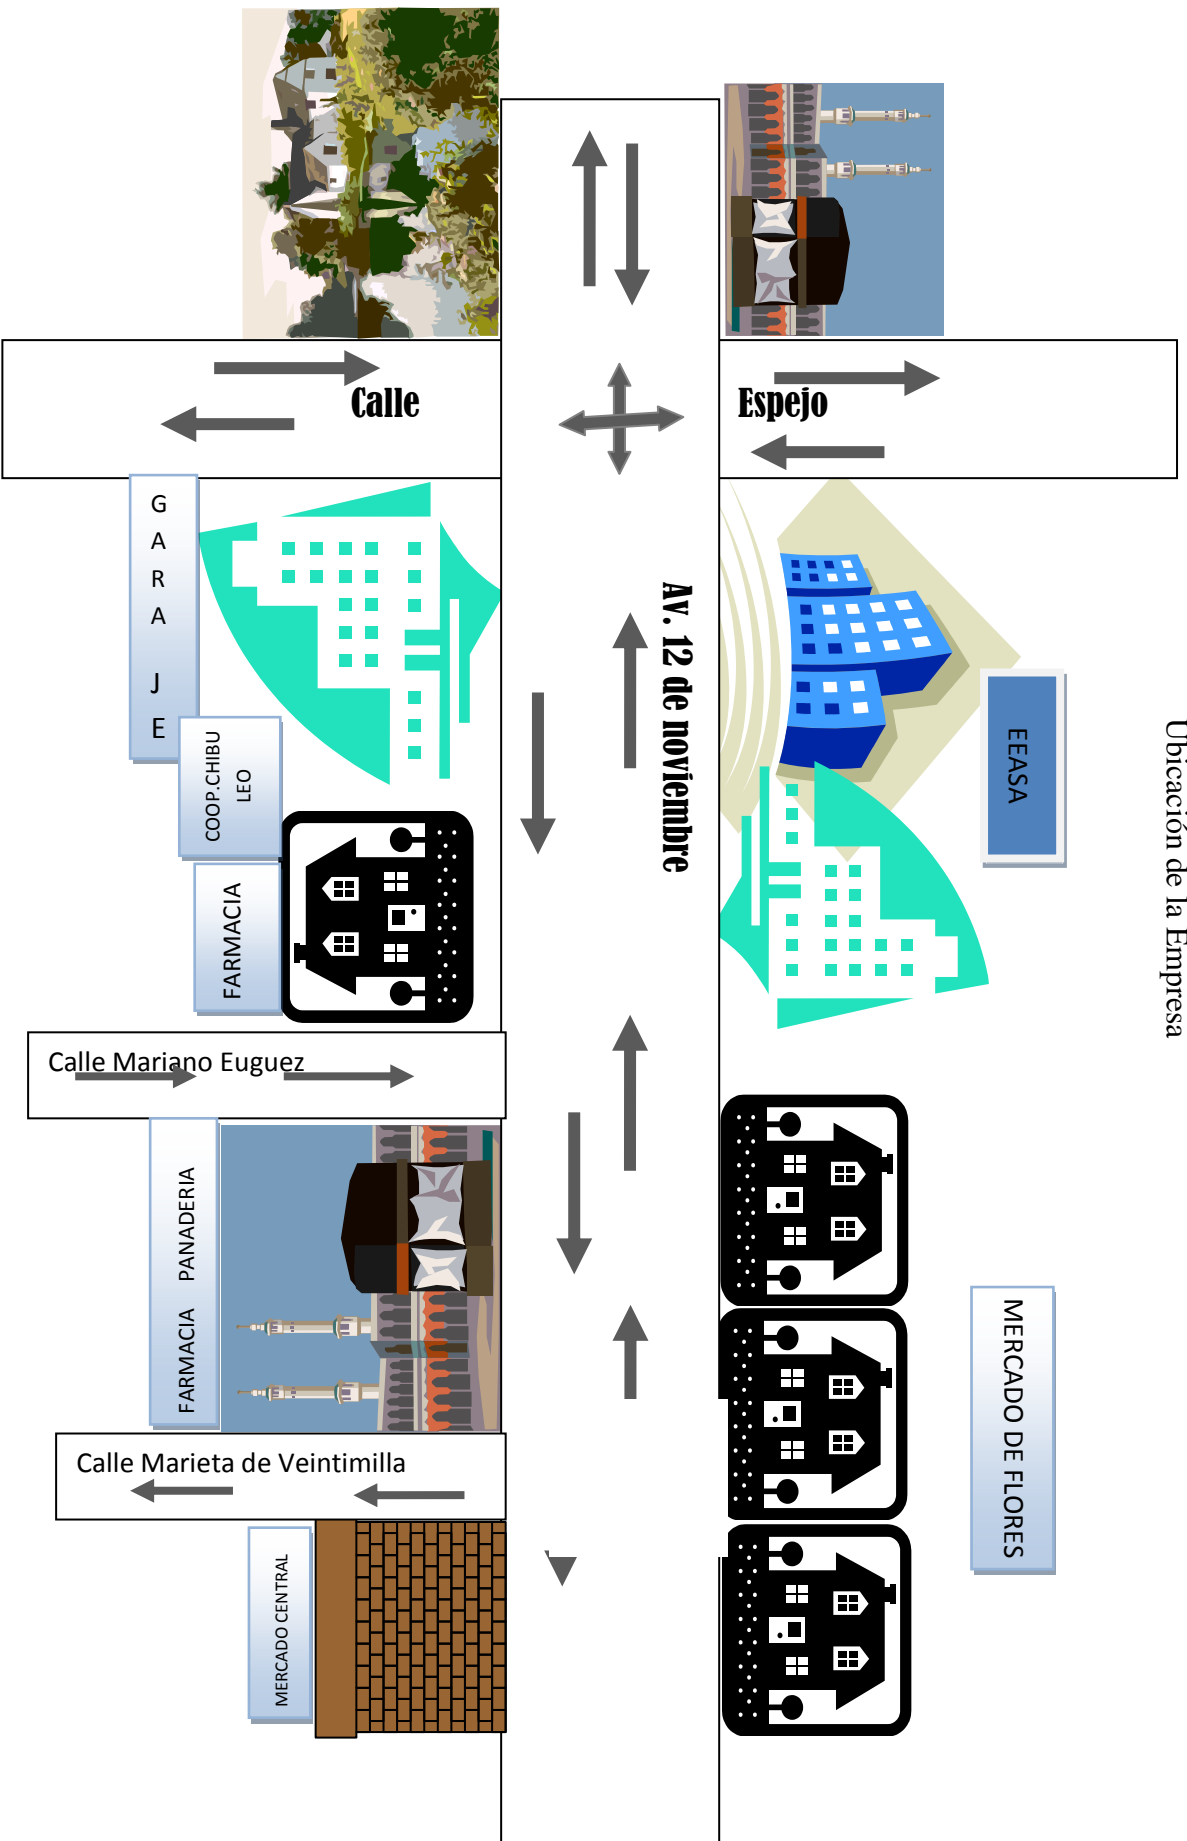 Ubicación de la Empresa
Calle
Espejo
Av. 12 de noviembre
EEASA
G
A
R
A
J
E
COOP.CHIBU
LEO
FARMACIA
Calle Mariano Euguez
FARMACIA PANADERIA
MERCADO DE FLORES
Calle Marieta de Veintimilla
MERCADO CENTRAL